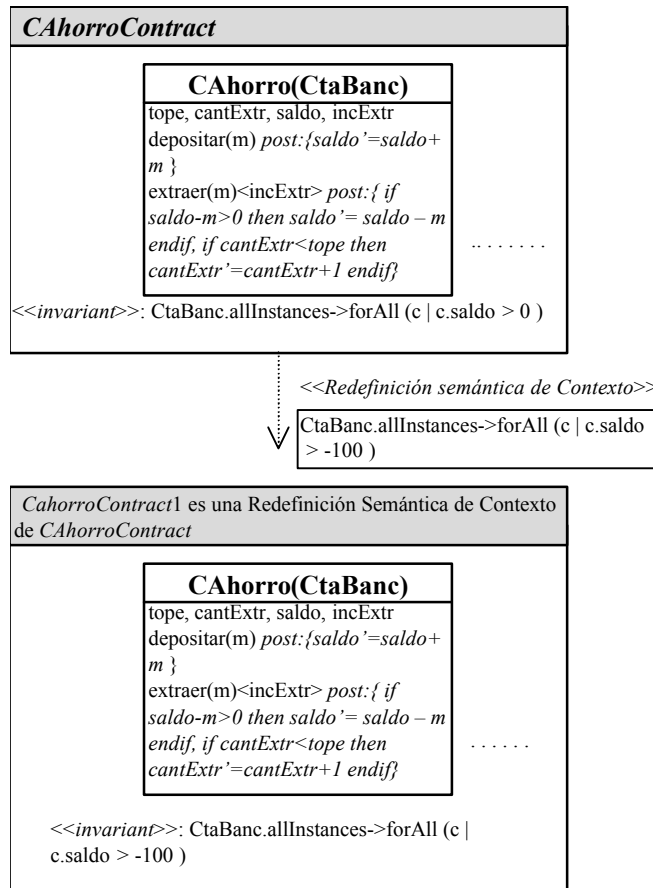 CAhorroContract
CAhorro(CtaBanc)
tope, cantExtr, saldo, incExtr
depositar(m) post:{saldo’=saldo+
m }
extraer(m)<incExtr> post:{ if
saldo-m>0 then saldo’= saldo – m
endif, if cantExtr<tope then
cantExtr’=cantExtr+1 endif}
.. . . . . . .
<<invariant>>: CtaBanc.allInstances->forAll (c | c.saldo > 0 )
<<Redefinición semántica de Contexto>>
CtaBanc.allInstances->forAll (c | c.saldo
> -100 )
CahorroContract1 es una Redefinición Semántica de Contexto
de CAhorroContract
CAhorro(CtaBanc)
tope, cantExtr, saldo, incExtr
depositar(m) post:{saldo’=saldo+
m }
extraer(m)<incExtr> post:{ if
saldo-m>0 then saldo’= saldo – m
endif, if cantExtr<tope then
cantExtr’=cantExtr+1 endif}
. . . . . .
<<invariant>>: CtaBanc.allInstances->forAll (c |
c.saldo > -100 )